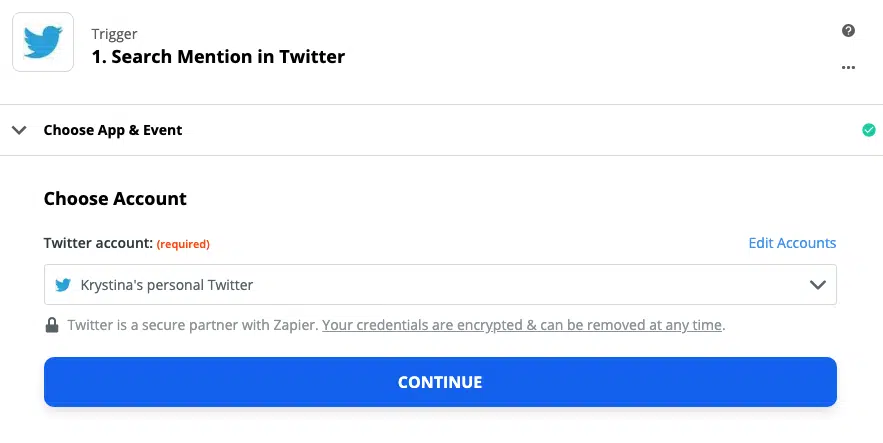 Trigger
1. Search Mention in Twitter
Choose App & Event
Choose Account
Twitter account: (required)
Edit Accounts
Krystina's personal Twitter
Twitter is a secure partner with Zapier. Your credentials are encrypted & can be removed at any time.
CONTINUE